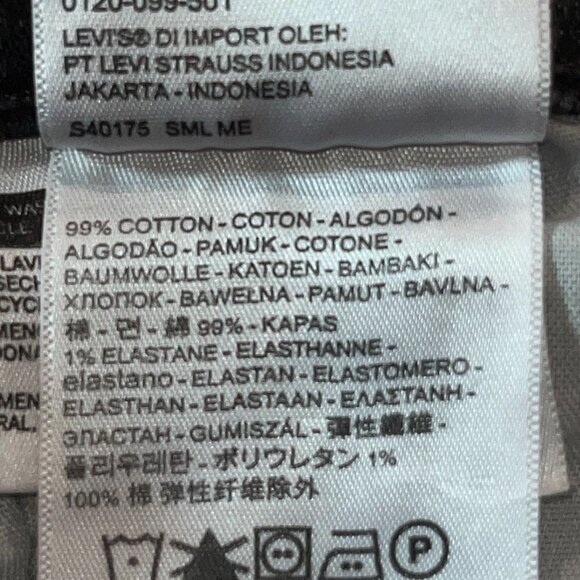 0120-099-501
LEVI'S® DI IMPORT OLEH:
PT LEVI STRAUSS INDONESIA
JAKARTA - INDONESIA
S40175 SML ME
99% COTTON - COTON - ALGODÓN -
ALGODÃO - PAMUK - COTONE -
BAUMWOLLE - KATOEN - BAMBAKI -
ХЛОПОК - BAWEŁNA - PAMUT - BAVLNA -
棉 - 면 - 綿 99% - KAPAS
1% ELASTANE - ELASTHANNE -
elastano - ELASTAN - ELASTOMERO -
ELASTHAN - ELASTAAN - ΕΛΑΣΤΑΝΗ -
ЭЛАСТАН - GUMISZÁL - 彈性纖維 -
폴리우레탄 - ポリウレタン 1%
100% 棉 弹性纤维除外
P